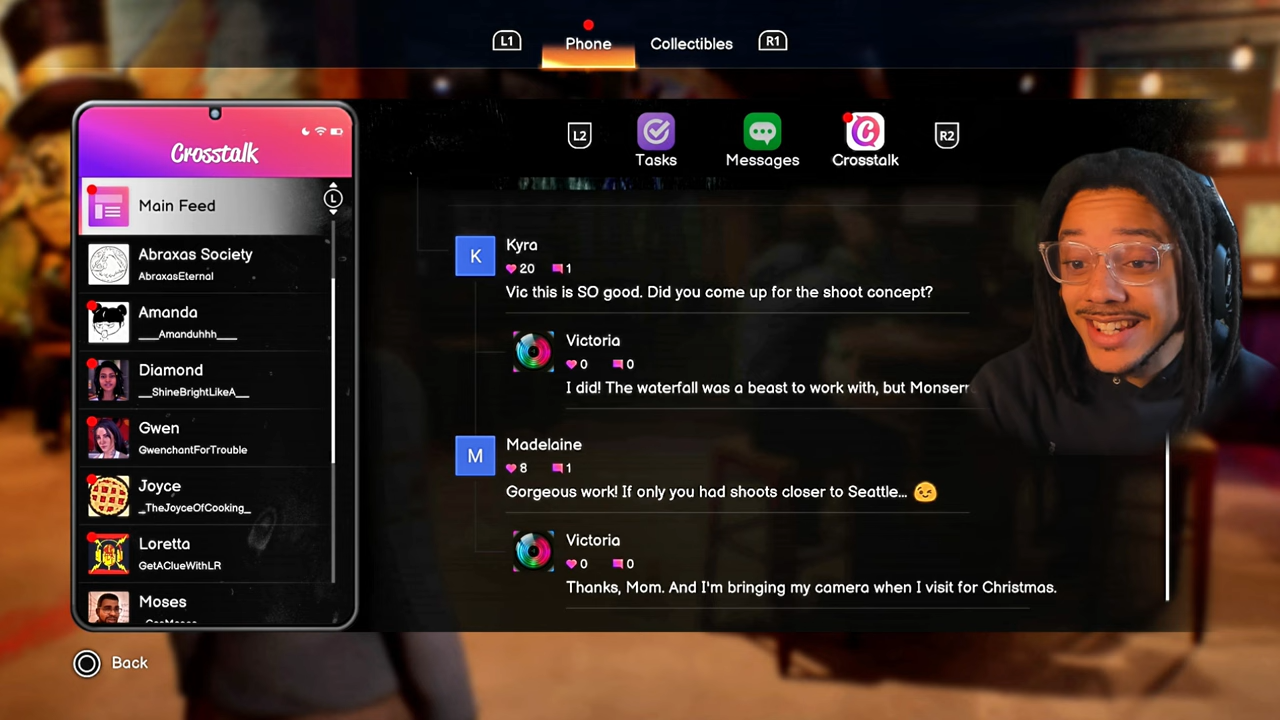 L1
Phone
Collectibles
R1
L2
Tasks
Messages
Crosstalk
R2
Crosstalk
Main Feed
L
Abraxas Society
AbraxasEternal
Amanda
___Amanduhhh____
Diamond
__ShineBrightLikeA__
Gwen
GwenchantForTrouble
Joyce
_TheJoyceOfCooking_
Loretta
GetAClueWithLR
Moses
K
Kyra
20
1
Vic this is SO good. Did you come up for the shoot concept?
Victoria
0
0
I did! The waterfall was a beast to work with, but Monserr
M
Madelaine
8
1
Gorgeous work! If only you had shoots closer to Seattle... 😉
Victoria
0
0
Thanks, Mom. And I'm bringing my camera when I visit for Christmas.
Back